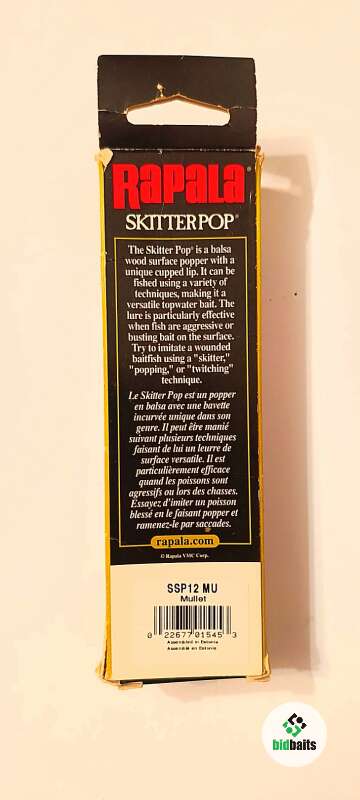 Rapala
SKITTER POP®
The Skitter Pop® is a balsa
wood surface popper with a
unique cupped lip. It can be
fished using a variety of
techniques, making it a
versatile topwater bait. The
lure is particularly effective
when fish are aggressive or
busting bait on the surface.
Try to imitate a wounded
baitfish using a "skitter,"
"popping," or "twitching"
technique.
Le Skitter Pop est un popper
en balsa avec une bavette
incurvée unique dans son
genre. Il peut être manié
suivant plusieurs techniques
faisant de lui un leurre de
surface versatile. Il est
particulièrement efficace
quand les poissons sont
agressifs ou lors des chasses.
Essayez d'imiter un poisson
blessé en le faisant popper et
ramenez-le par saccades.
rapala.com
© Rapala VMC Corp.
SSP12 MU
Mullet
0 22677 01545 3
Assembled in Estonia
Assemblé en Estonie
bidbaits